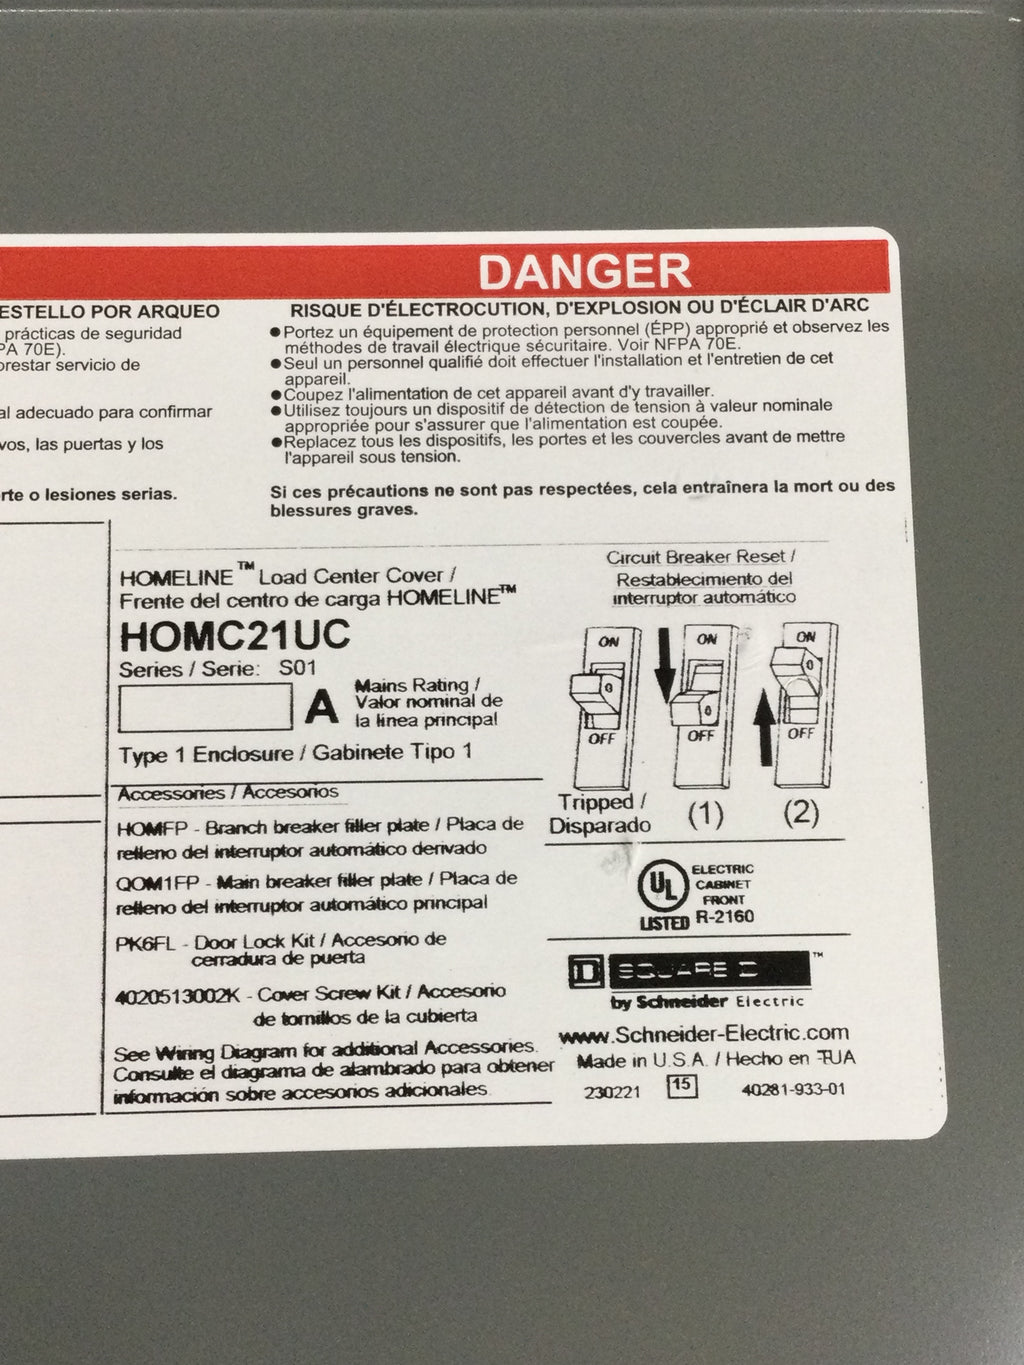 DANGER
ESTELLO POR ARQUEO
prácticas de seguridad
PA 70E).
prestar servicio de
al adecuado para confirmar
vos, las puertas y los
rte o lesiones serias.
RISQUE D'ÉLECTROCUTION, D'EXPLOSION OU D'ÉCLAIR D'ARC
●Portez un équipement de protection personnel (ÉPP) approprié et observez les
méthodes de travail électrique sécuritaire. Voir NFPA 70E.
●Seul un personnel qualifié doit effectuer l'installation et l'entretien de cet
appareil.
●Coupez l'alimentation de cet appareil avant d'y travailler.
●Utilisez toujours un dispositif de détection de tension à valeur nominale
appropriée pour s'assurer que l'alimentation est coupée.
●Replacez tous les dispositifs, les portes et les couvercles avant de mettre
l'appareil sous tension.
Si ces précautions ne sont pas respectées, cela entraînera la mort ou des
blessures graves.
HOMELINE™ Load Center Cover /
Frente del centro de carga HOMELINE™
HOMC21UC
Series / Serie: S01
A
Mains Rating /
Valor nominal de
la linea principal
Type 1 Enclosure / Gabinete Tipo 1
Accessories / Accesorios
HOMFP - Branch breaker filler plate / Placa de
relleno del interruptor automático derivado
QOM1FP - Main breaker filler plate / Placa de
relleno del interruptor automático principal
PK6FL - Door Lock Kit / Accesorio de
cerradura de puerta
4020513002K - Cover Screw Kit / Accesorio
de tornillos de la cubierta
See Wiring Diagram for additional Accessories.
Consulte el diagrama de alambrado para obtener
información sobre accesorios adicionales.
Circuit Breaker Reset /
Restablecimiento del
interruptor automático
ON
OFF
ON
OFF
ON
OFF
Tripped /
Disparado
(1)
(2)
UL
LISTED
ELECTRIC
CABINET
FRONT
R-2160
D SQUARE D™
by Schneider Electric
www.Schneider-Electric.com
Made in U.S.A. / Hecho en EUA
230221
15
40281-933-01